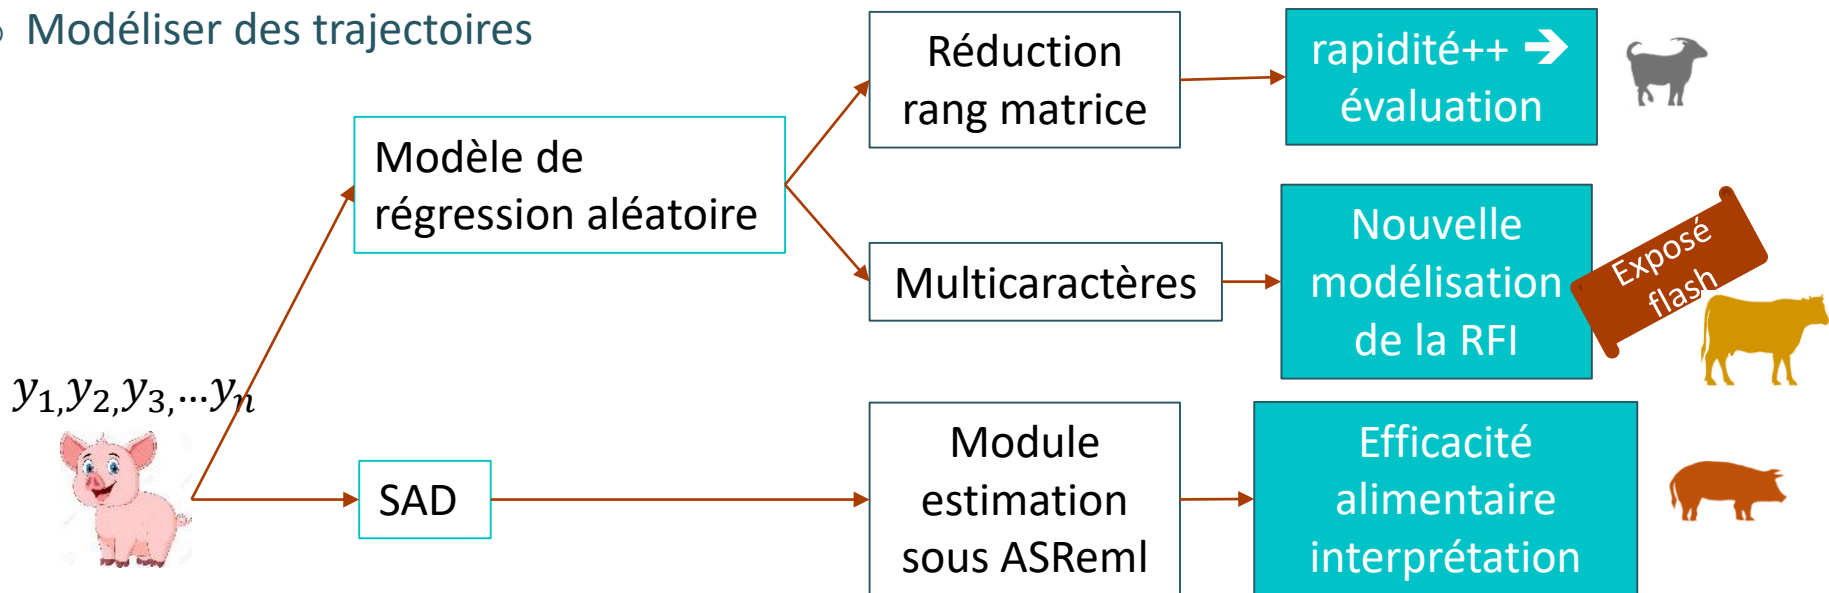 Modéliser des trajectoires
Réduction
rang matrice
rapidité++ ➔
évaluation
Modèle de
régression aléatoire
Multicaractères
Nouvelle
modélisation
de la RFI
Exposé
flash
y₁,y₂,y₃,...yₙ
SAD
Module
estimation
sous ASReml
Efficacité
alimentaire
interprétation